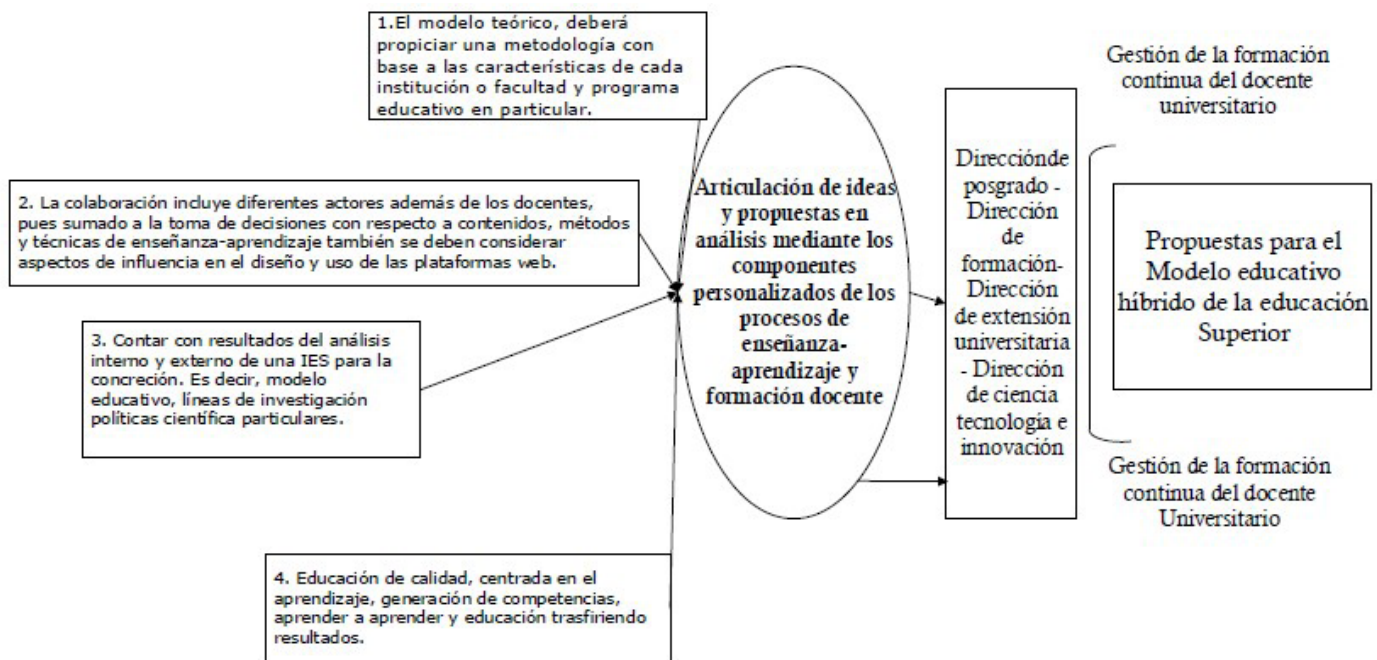 1.El modelo teórico, deberá
propiciar una metodología con
base a las características de cada
institución o facultad y programa
educativo en particular.
2. La colaboración incluye diferentes actores además de los docentes,
pues sumado a la toma de decisiones con respecto a contenidos, métodos
y técnicas de enseñanza-aprendizaje también se deben considerar
aspectos de influencia en el diseño y uso de las plataformas web.
3. Contar con resultados del análisis
interno y externo de una IES para la
concreción. Es decir, modelo
educativo, líneas de investigación
políticas científica particulares.
4. Educación de calidad, centrada en el
aprendizaje, generación de competencias,
aprender a aprender y educación trasfiriendo
resultados.
Articulación de ideas
y propuestas en
análisis mediante los
componentes
personalizados de los
procesos de
enseñanza-
aprendizaje y
formación docente
Direcciónde
posgrado -
Dirección
de
formación-
Dirección
de extensión
universitaria
- Dirección
de ciencia
tecnología e
innovación
Gestión de la formación
continua del docente
universitario
Propuestas para el
Modelo educativo
híbrido de la educación
Superior
Gestión de la formación
continua del docente
Universitario